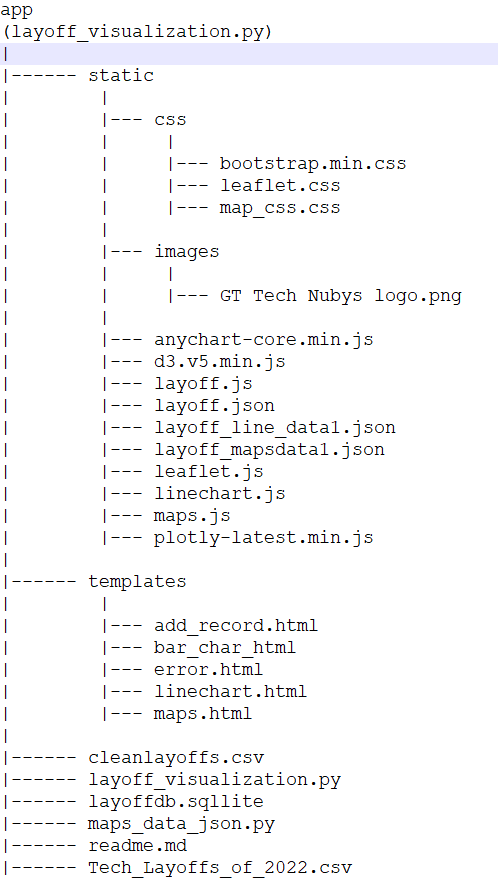 app
(layoff_visualization.py)
|
|------ static
|        |
|        |--- css
|        |     |
|        |     |--- bootstrap.min.css
|        |     |--- leaflet.css
|        |     |--- map_css.css
|        |
|        |--- images
|        |     |
|        |     |--- GT Tech Nubys logo.png
|        |
|        |--- anychart-core.min.js
|        |--- d3.v5.min.js
|        |--- layoff.js
|        |--- layoff.json
|        |--- layoff_line_data1.json
|        |--- layoff_mapsdata1.json
|        |--- leaflet.js
|        |--- linechart.js
|        |--- maps.js
|        |--- plotly-latest.min.js
|
|------ templates
|        |
|        |--- add_record.html
|        |--- bar_char_html
|        |--- error.html
|        |--- linechart.html
|        |--- maps.html
|
|------ cleanlayoffs.csv
|------ layoff_visualization.py
|------ layoffdb.sqllite
|------ maps_data_json.py
|------ readme.md
|------ Tech_Layoffs_of_2022.csv